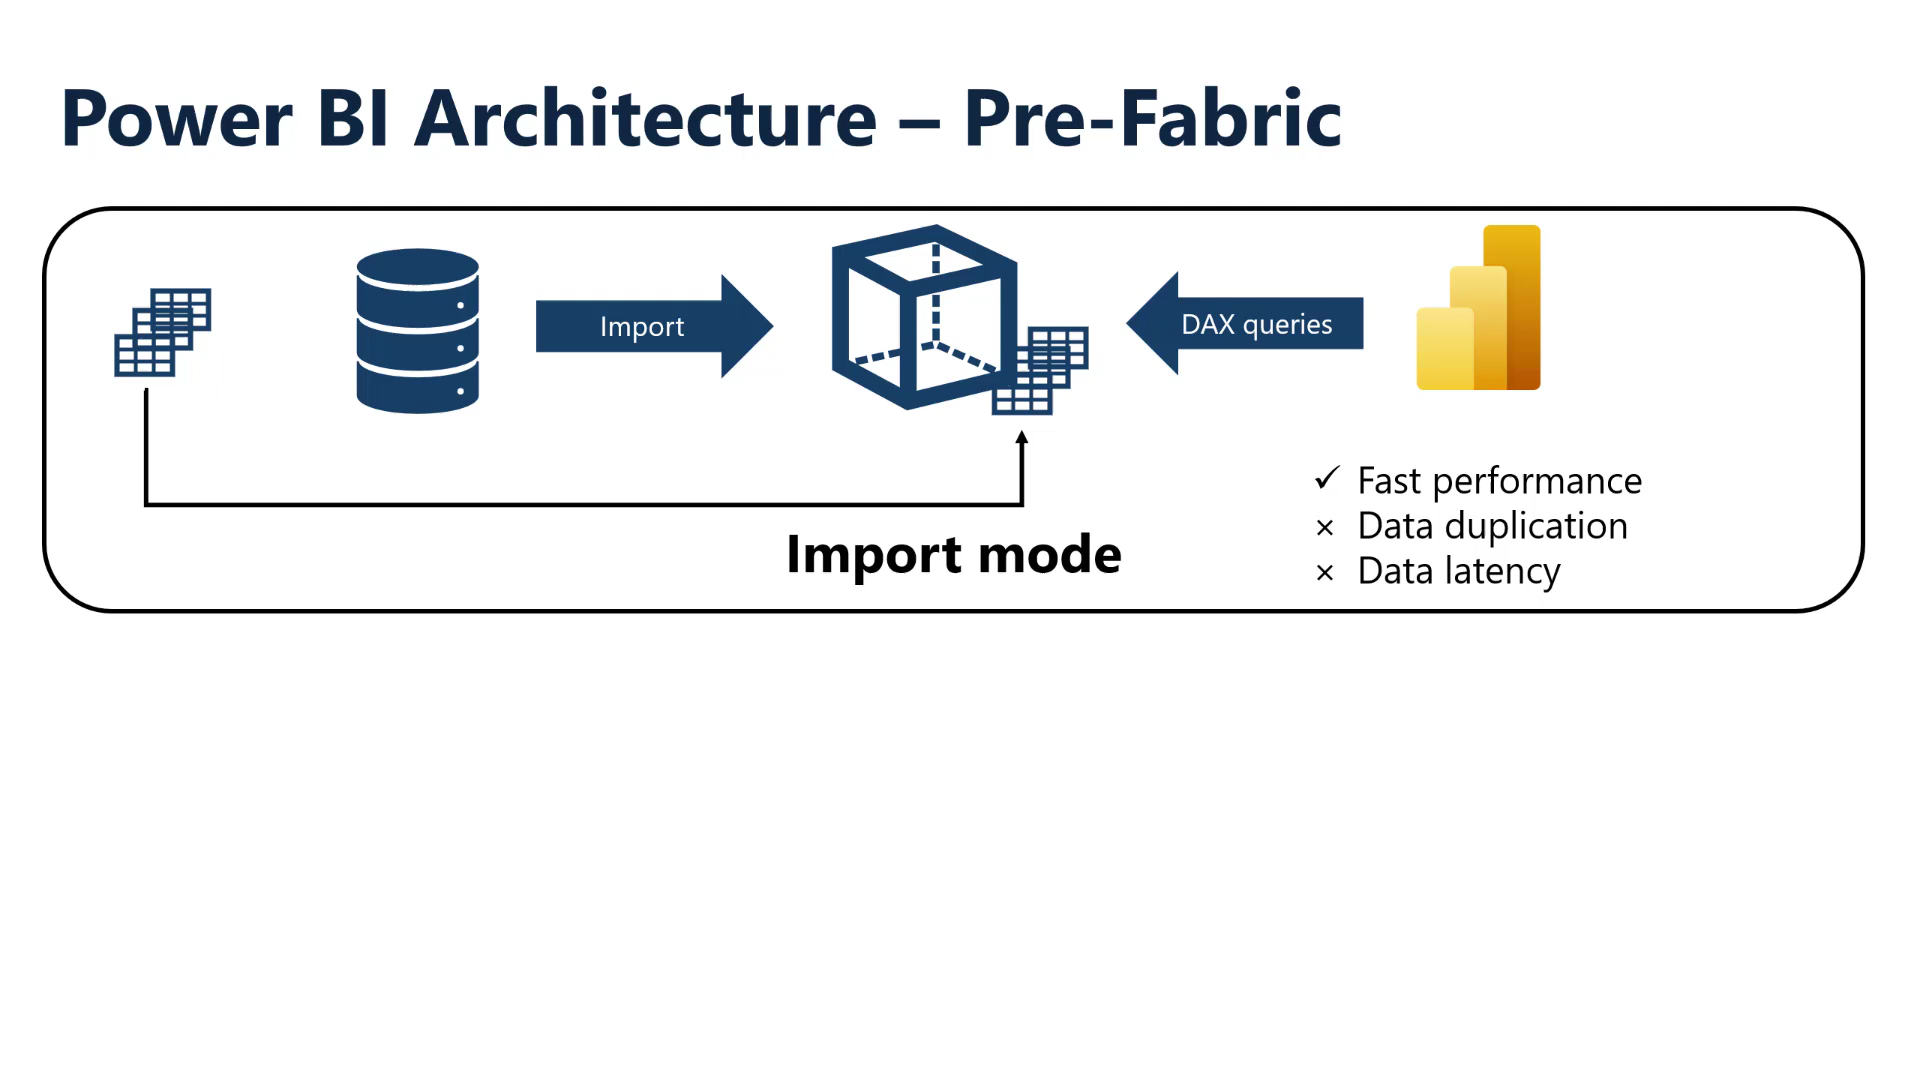 Power BI Architecture – Pre-Fabric
Import
DAX queries
✓ Fast performance
× Data duplication
× Data latency
Import mode